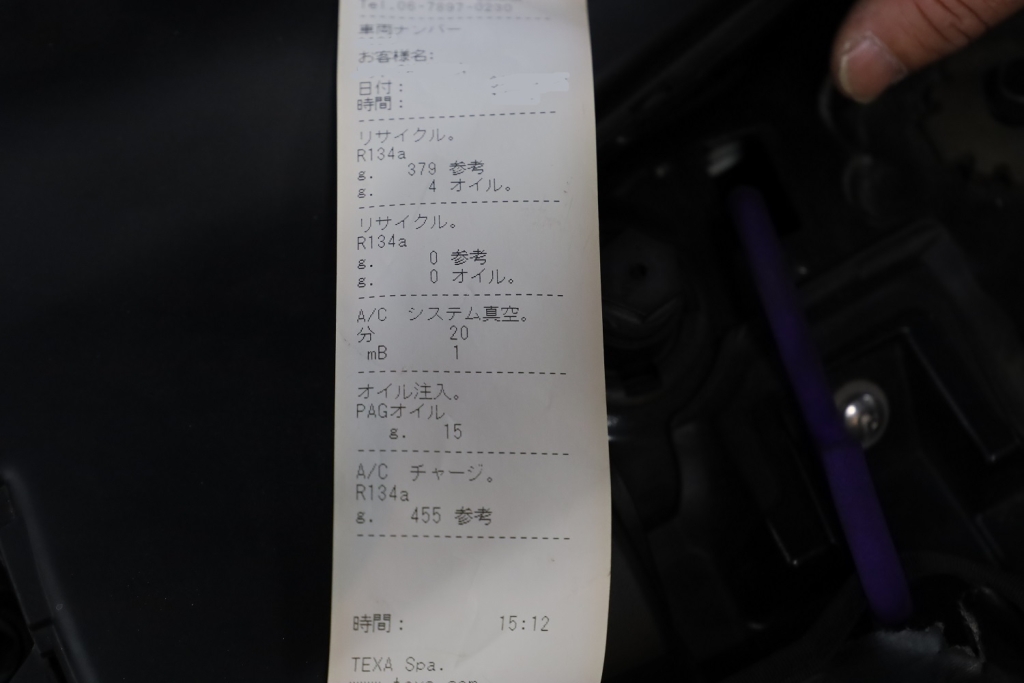 Tel.06-7897-0230
車両ナンバー
お客様名:
日付:
時間:
リサイクル。
R134a
g. 379 参考
g. 4 オイル。
リサイクル。
R134a
g. 0 参考
g. 0 オイル。
A/C システム真空。
分 20
mB 1
オイル注入。
PAGオイル
g. 15
A/C チャージ。
R134a
g. 455 参考
時間: 15:12
TEXA Spa.